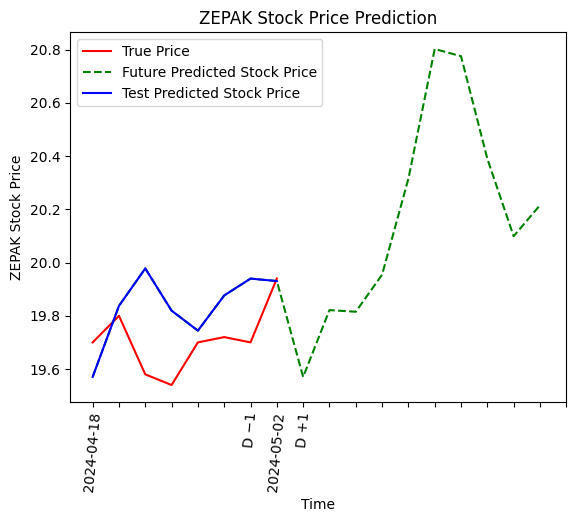 ZEPAK Stock Price Prediction
True Price
Future Predicted Stock Price
Test Predicted Stock Price
ZEPAK Stock Price
20.8
20.6
20.4
20.2
20.0
19.8
19.6
2024-04-18
D −1
2024-05-02
D +1
Time